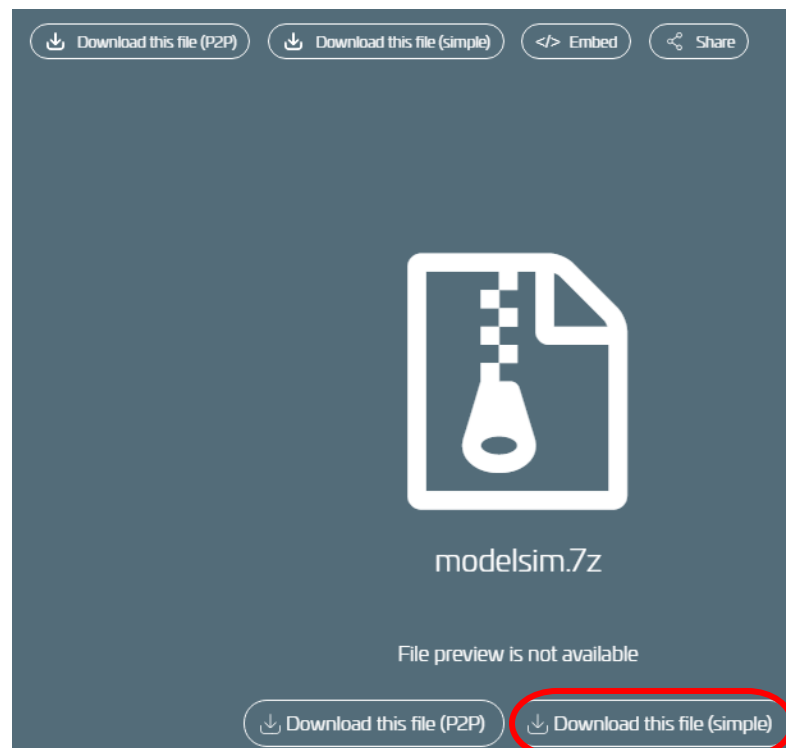 Download this file (P2P) Download this file (simple) </> Embed Share
modelsim.7z
File preview is not available
Download this file (P2P) Download this file (simple)